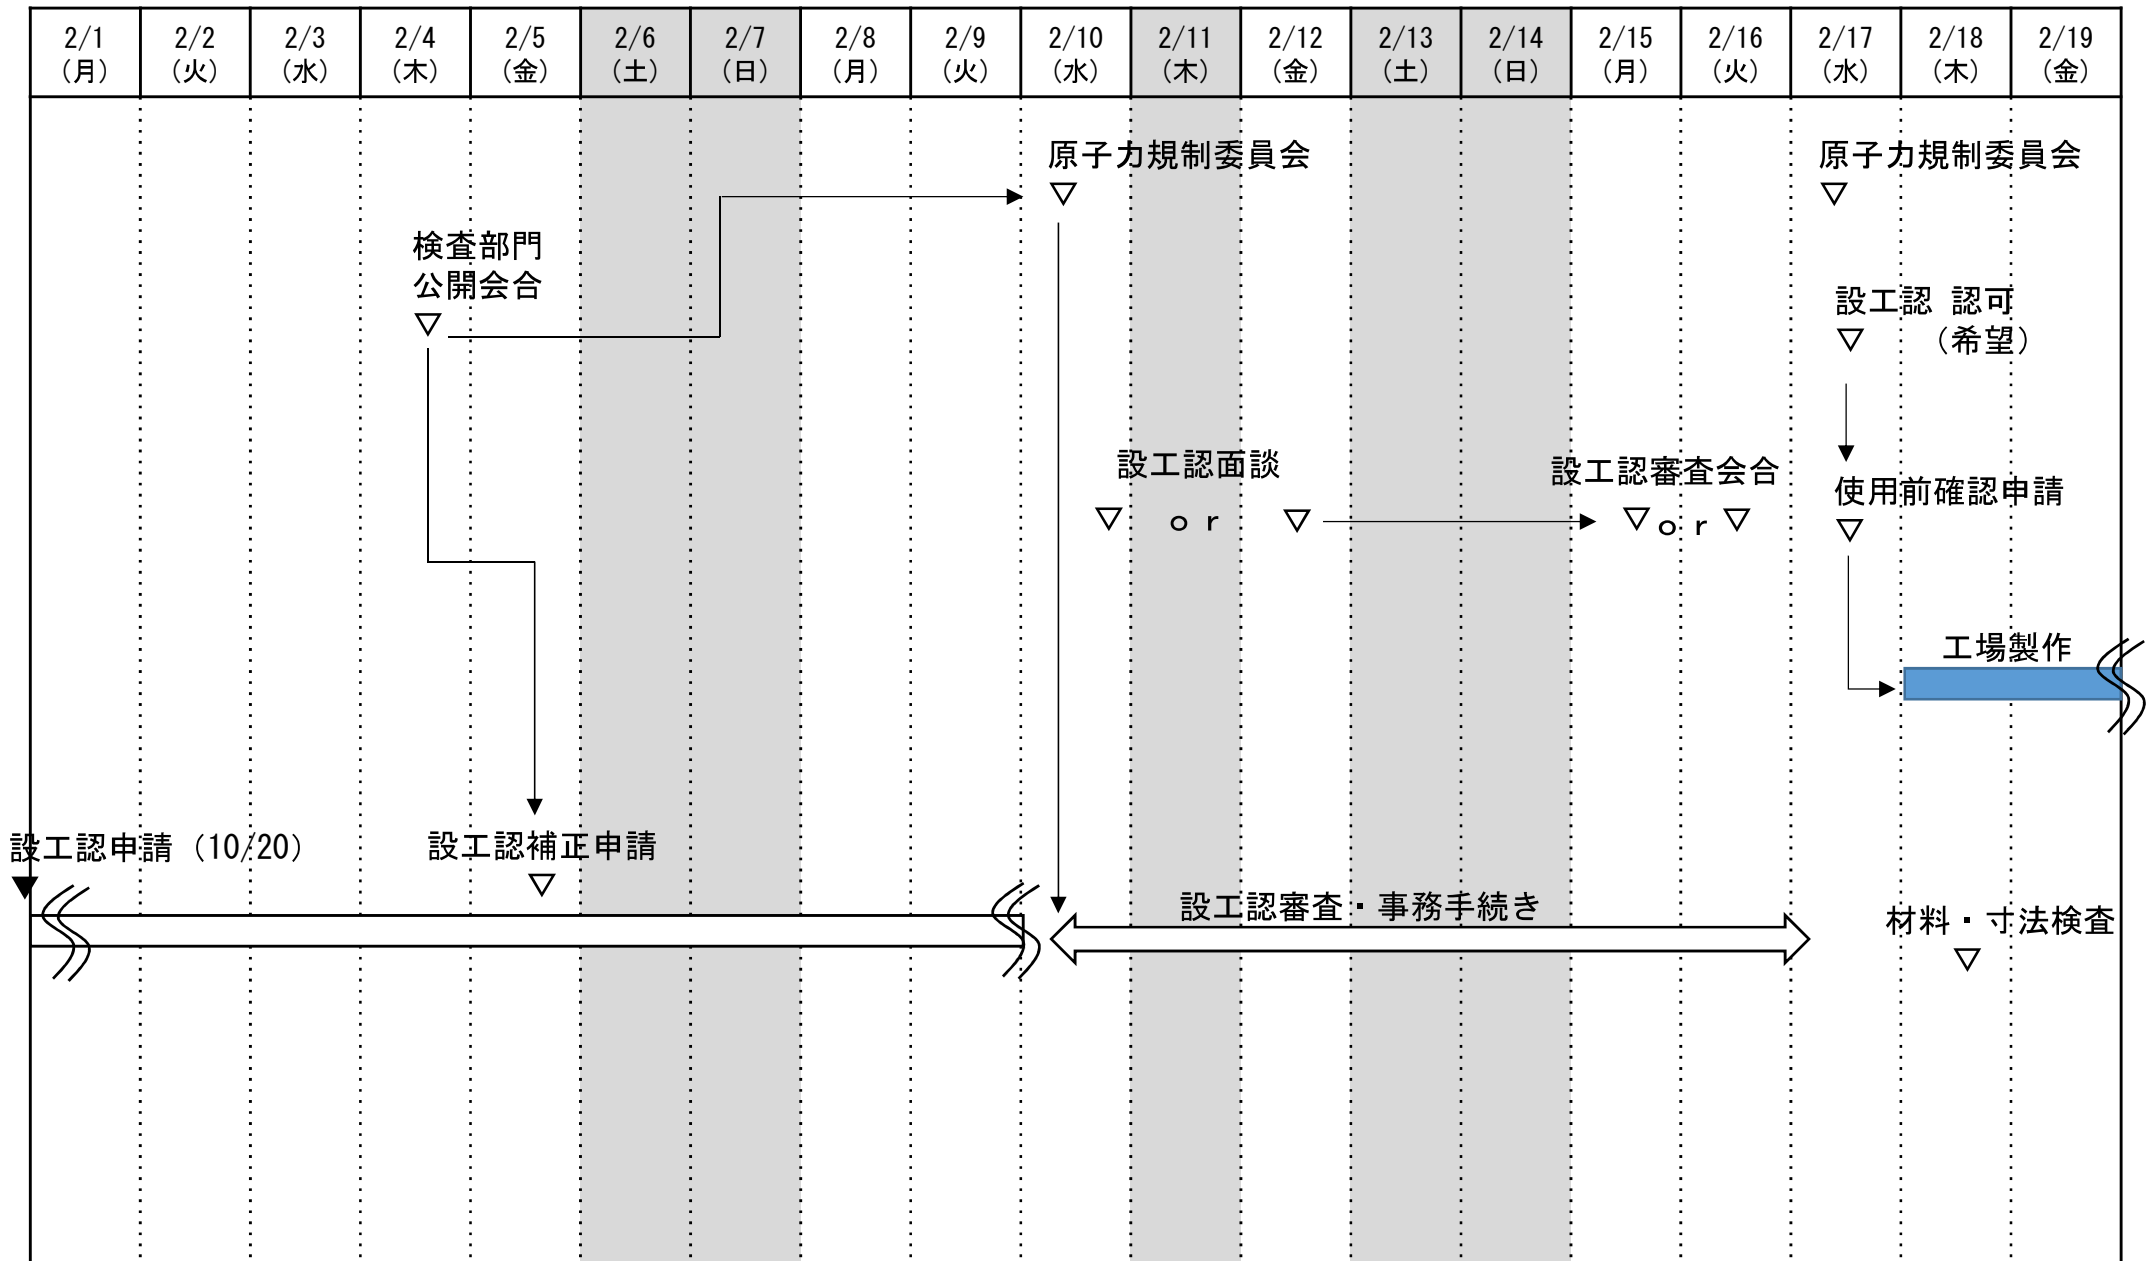 2/1 2/2 2/3 2/4 2/5 2/6 2/7 2/8 2/9 2/10 2/11 2/12 2/13 2/14 2/15 2/16 2/17 2/18 2/19
(月) (火) (水) (木) (金) (土) (日) (月) (火) (水) (木) (金) (土) (日) (月) (火) (水) (木) (金)
原子力規制委員会
原子力規制委員会
検査部門
公開会合
設工認 認可
(希望)
設工認面談
ｏｒ
設工認審査会合
ｏｒ
使用前確認申請
工場製作
設工認申請 (10/20)
設工認補正申請
設工認審査・事務手続き
材料・寸法検査